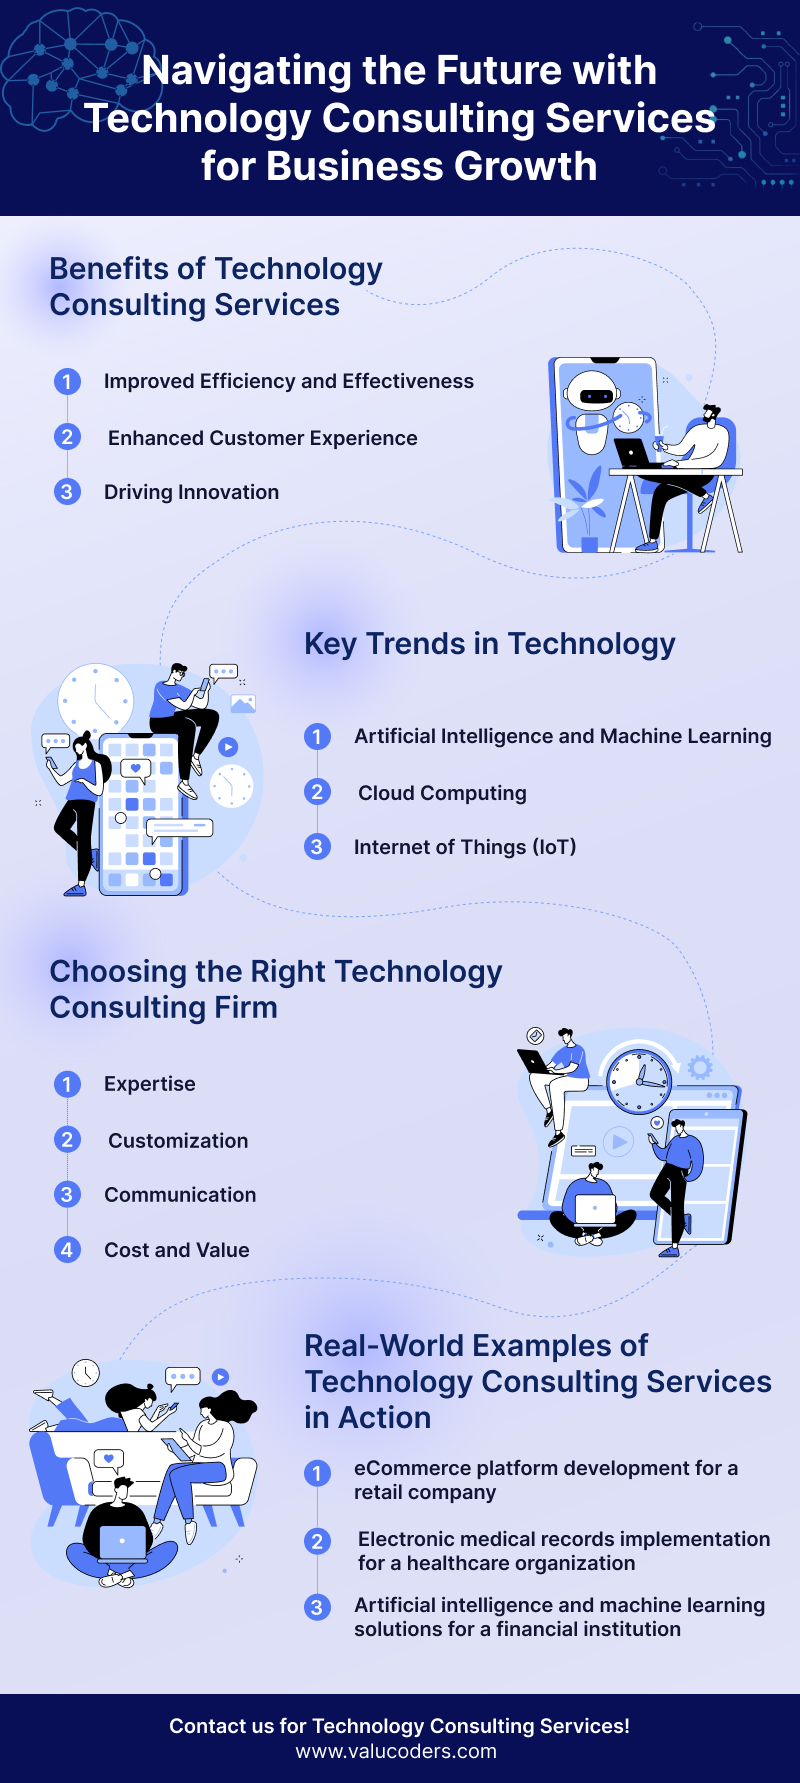 Navigating the Future with
Technology Consulting Services
for Business Growth
Benefits of Technology
Consulting Services
1 Improved Efficiency and Effectiveness
2 Enhanced Customer Experience
3 Driving Innovation
Key Trends in Technology
1 Artificial Intelligence and Machine Learning
2 Cloud Computing
3 Internet of Things (IoT)
Choosing the Right Technology
Consulting Firm
1 Expertise
2 Customization
3 Communication
4 Cost and Value
Real-World Examples of
Technology Consulting Services
in Action
1 eCommerce platform development for a
retail company
2 Electronic medical records implementation
for a healthcare organization
3 Artificial intelligence and machine learning
solutions for a financial institution
Contact us for Technology Consulting Services!
www.valucoders.com